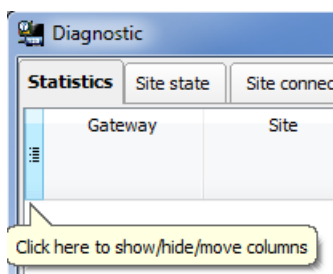 Diagnostic
Statistics Site state Site connec
Gateway Site
Click here to show/hide/move columns